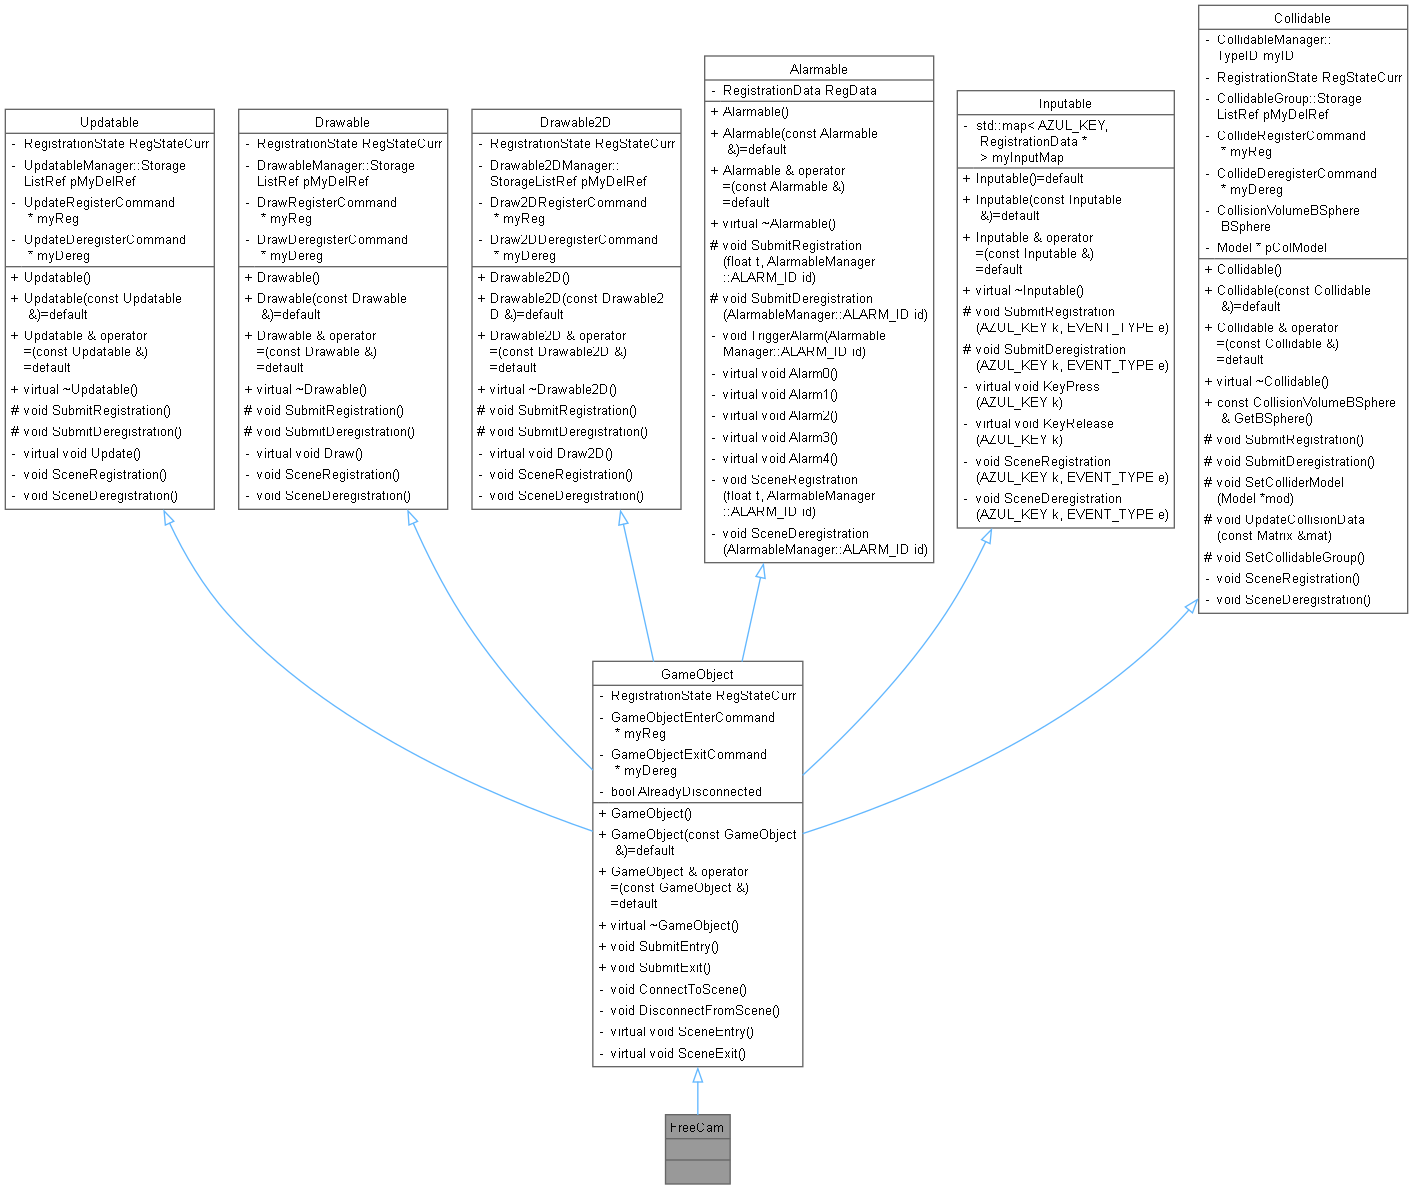 Updatable
- RegistrationState RegStateCurr
- UpdatableManager::Storage
ListRef pMyDelRef
- UpdateRegisterCommand
* myReg
- UpdateDeregisterCommand
* myDereg
+ Updatable()
+ Updatable(const Updatable
&)=default
+ Updatable & operator
=(const Updatable &)
=default
+ virtual ~Updatable()
# void SubmitRegistration()
# void SubmitDeregistration()
- virtual void Update()
- void SceneRegistration()
- void SceneDeregistration()
Drawable
- RegistrationState RegStateCurr
- DrawableManager::Storage
ListRef pMyDelRef
- DrawRegisterCommand
* myReg
- DrawDeregisterCommand
* myDereg
+ Drawable()
+ Drawable(const Drawable
&)=default
+ Drawable & operator
=(const Drawable &)
=default
+ virtual ~Drawable()
# void SubmitRegistration()
# void SubmitDeregistration()
- virtual void Draw()
- void SceneRegistration()
- void SceneDeregistration()
Drawable2D
- RegistrationState RegStateCurr
- Drawable2DManager::
StorageListRef pMyDelRef
- Draw2DRegisterCommand
* myReg
- Draw2DDeregisterCommand
* myDereg
+ Drawable2D()
+ Drawable2D(const Drawable2
D &)=default
+ Drawable2D & operator
=(const Drawable2D &)
=default
+ virtual ~Drawable2D()
# void SubmitRegistration()
# void SubmitDeregistration()
- virtual void Draw2D()
- void SceneRegistration()
- void SceneDeregistration()
Alarmable
- RegistrationData RegData
+ Alarmable()
+ Alarmable(const Alarmable
&)=default
+ Alarmable & operator
=(const Alarmable &)
=default
+ virtual ~Alarmable()
# void SubmitRegistration
(float t, AlarmableManager
::ALARM_ID id)
# void SubmitDeregistration
(AlarmableManager::ALARM_ID id)
- void TriggerAlarm(Alarmable
Manager::ALARM_ID id)
- virtual void Alarm0()
- virtual void Alarm1()
- virtual void Alarm2()
- virtual void Alarm3()
- virtual void Alarm4()
- void SceneRegistration
(float t, AlarmableManager
::ALARM_ID id)
- void SceneDeregistration
(AlarmableManager::ALARM_ID id)
Inputable
- std::map< AZUL_KEY,
RegistrationData *
> myInputMap
+ Inputable()=default
+ Inputable(const Inputable
&)=default
+ Inputable & operator
=(const Inputable &)
=default
+ virtual ~Inputable()
# void SubmitRegistration
(AZUL_KEY k, EVENT_TYPE e)
# void SubmitDeregistration
(AZUL_KEY k, EVENT_TYPE e)
- virtual void KeyPress
(AZUL_KEY k)
- virtual void KeyRelease
(AZUL_KEY k)
- void SceneRegistration
(AZUL_KEY k, EVENT_TYPE e)
- void SceneDeregistration
(AZUL_KEY k, EVENT_TYPE e)
Collidable
- CollidableManager::
TypeID myID
- RegistrationState RegStateCurr
- CollidableGroup::Storage
ListRef pMyDelRef
- CollideRegisterCommand
* myReg
- CollideDeregisterCommand
* myDereg
- CollisionVolumeBSphere
BSphere
- Model * pColModel
+ Collidable()
+ Collidable(const Collidable
&)=default
+ Collidable & operator
=(const Collidable &)
=default
+ virtual ~Collidable()
+ const CollisionVolumeBSphere
& GetBSphere()
# void SubmitRegistration()
# void SubmitDeregistration()
# void SetColliderModel
(Model *mod)
# void UpdateCollisionData
(const Matrix &mat)
# void SetCollidableGroup()
- void SceneRegistration()
- void SceneDeregistration()
GameObject
- RegistrationState RegStateCurr
- GameObjectEnterCommand
* myReg
- GameObjectExitCommand
* myDereg
- bool AlreadyDisconnected
+ GameObject()
+ GameObject(const GameObject
&)=default
+ GameObject & operator
=(const GameObject &)
=default
+ virtual ~GameObject()
+ void SubmitEntry()
+ void SubmitExit()
- void ConnectToScene()
- void DisconnectFromScene()
- virtual void SceneEntry()
- virtual void SceneExit()
FreeCam